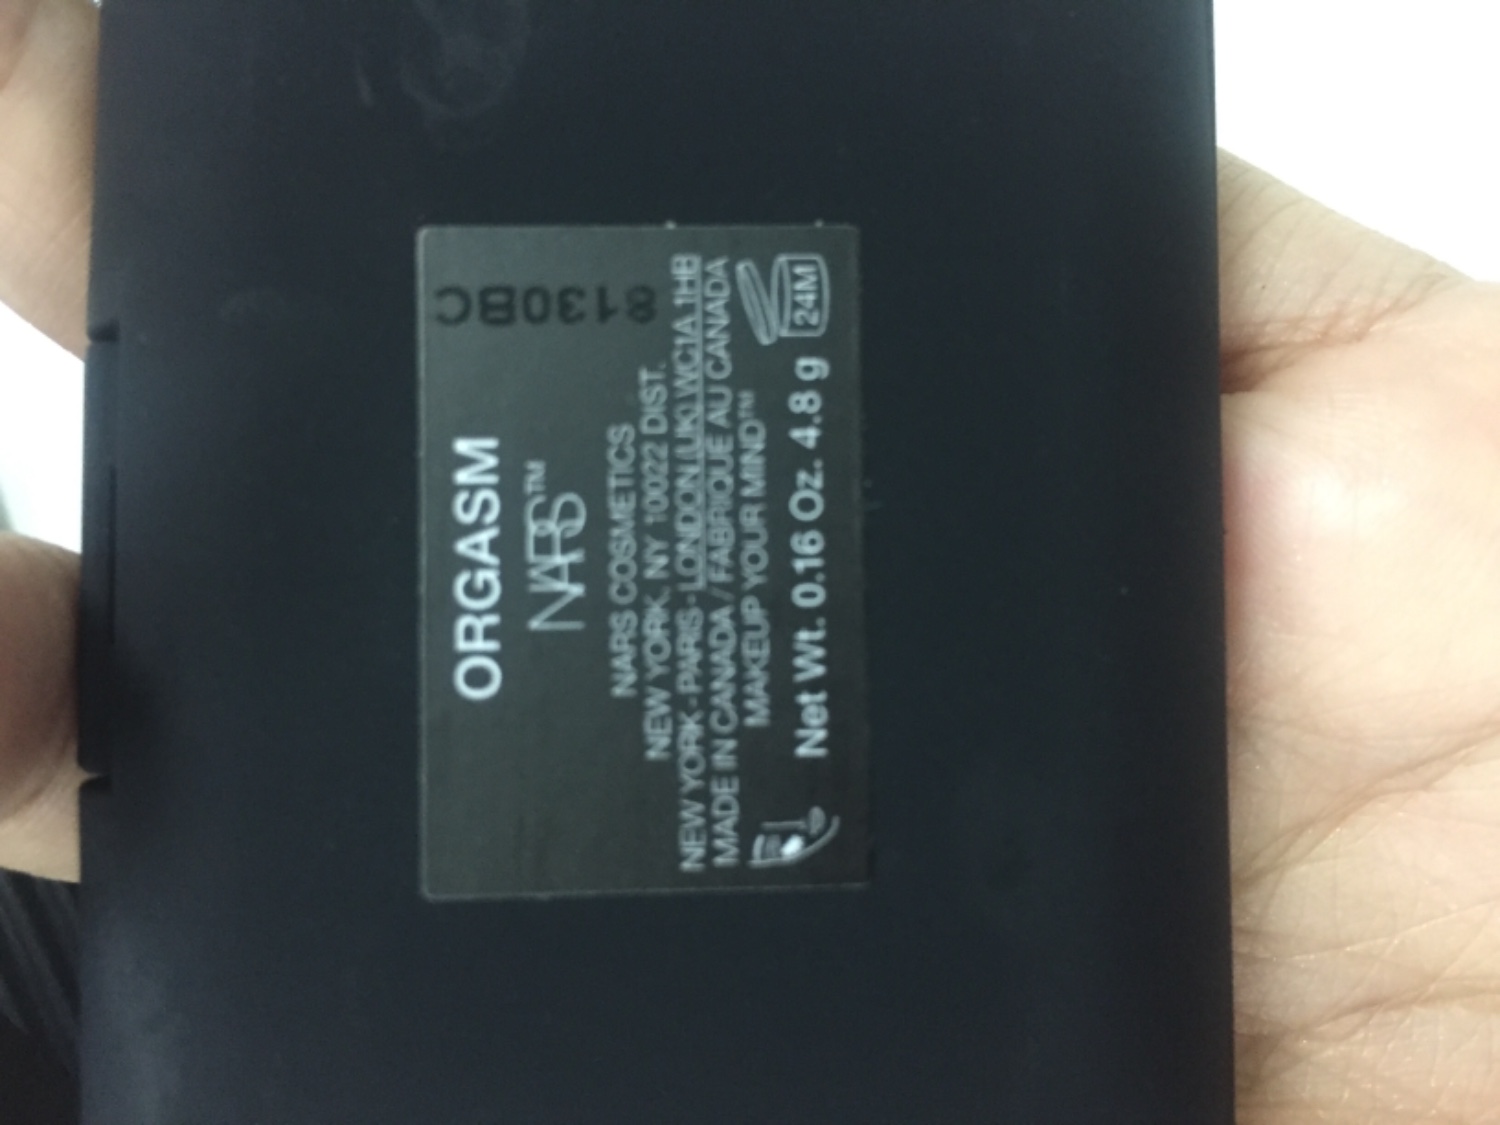 8130BC
ORGASM
NARS™
NARS COSMETICS
NEW YORK, NY 10022 DIST.
NEW YORK - PARIS - LONDON (UK) WC1A 1HB
MADE IN CANADA / FABRIQUE AU CANADA
MAKEUP YOUR MIND™
Net Wt. 0.16 Oz. 4.8 g
24M